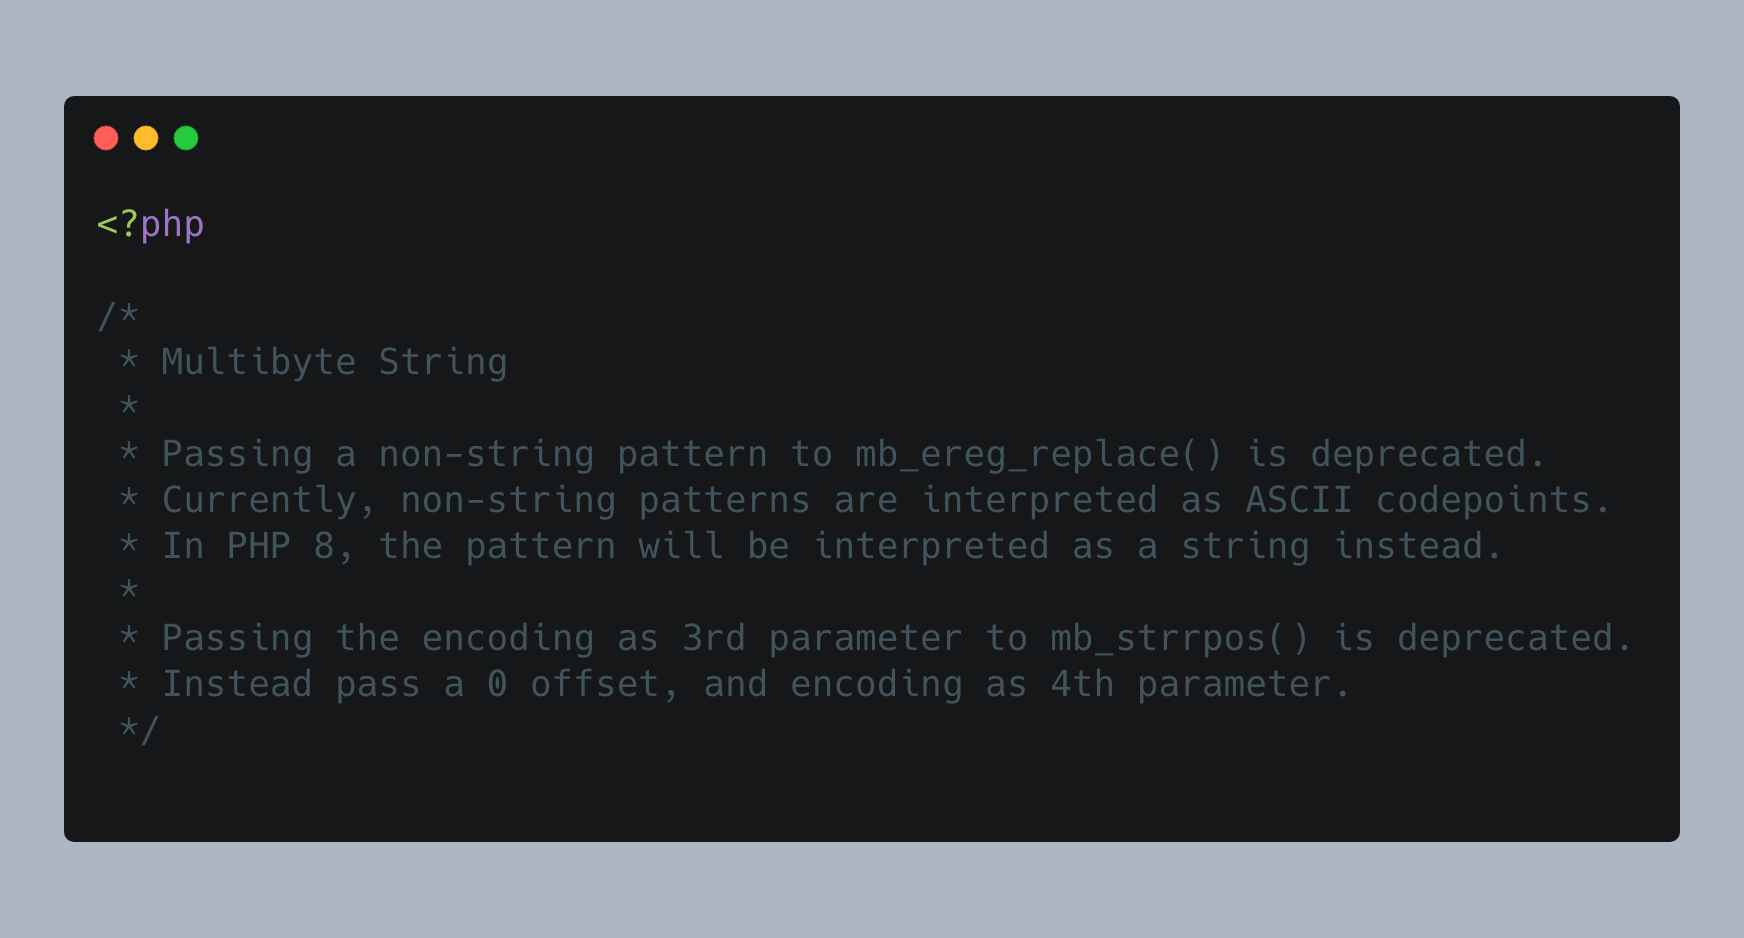 <?php
/*
* Multibyte String
*
* Passing a non-string pattern to mb_ereg_replace() is deprecated.
* Currently, non-string patterns are interpreted as ASCII codepoints.
* In PHP 8, the pattern will be interpreted as a string instead.
*
* Passing the encoding as 3rd parameter to mb_strrpos() is deprecated.
* Instead pass a 0 offset, and encoding as 4th parameter.
*/